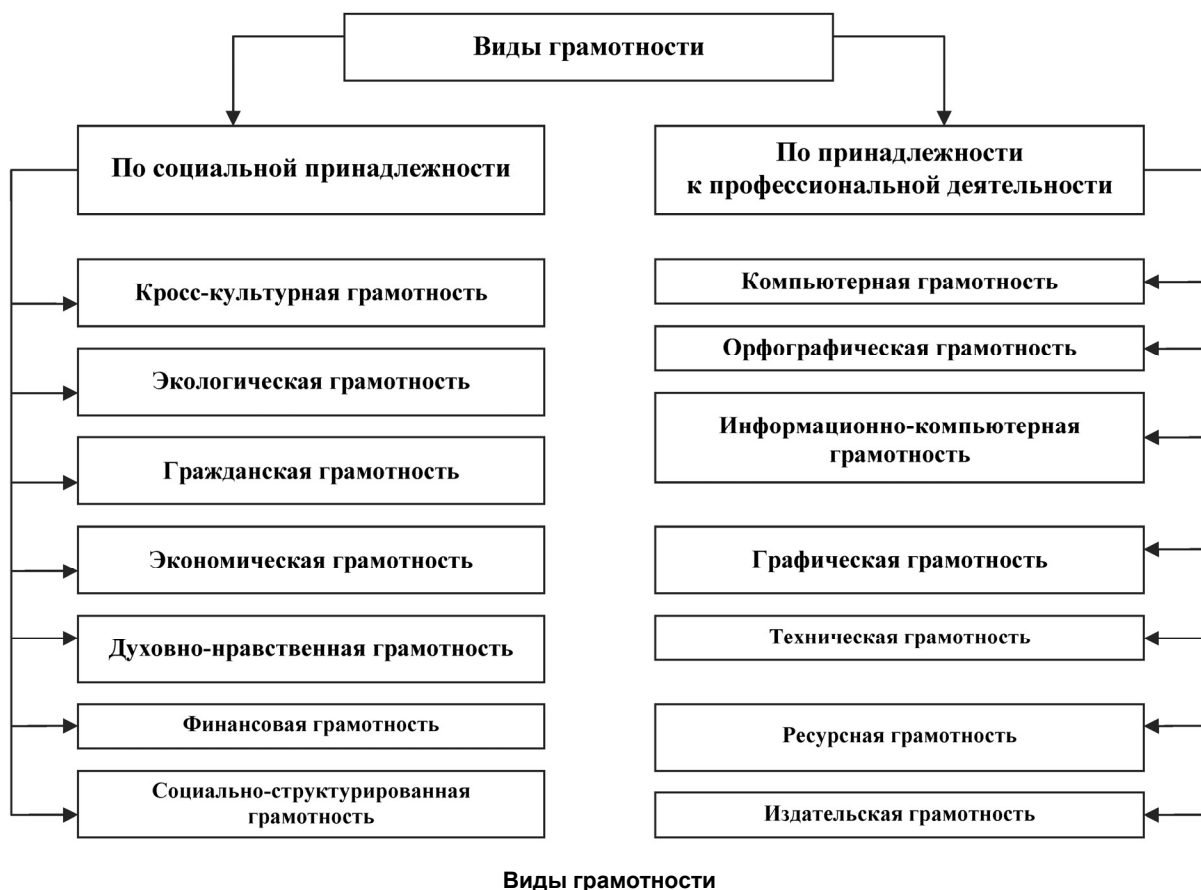 Виды грамотности
По социальной принадлежности
Кросс-культурная грамотность
Экологическая грамотность
Гражданская грамотность
Экономическая грамотность
Духовно-нравственная грамотность
Финансовая грамотность
Социально-структурированная
грамотность
По принадлежности
к профессиональной деятельности
Компьютерная грамотность
Орфографическая грамотность
Информационно-компьютерная
грамотность
Графическая грамотность
Техническая грамотность
Ресурсная грамотность
Издательская грамотность
Виды грамотности